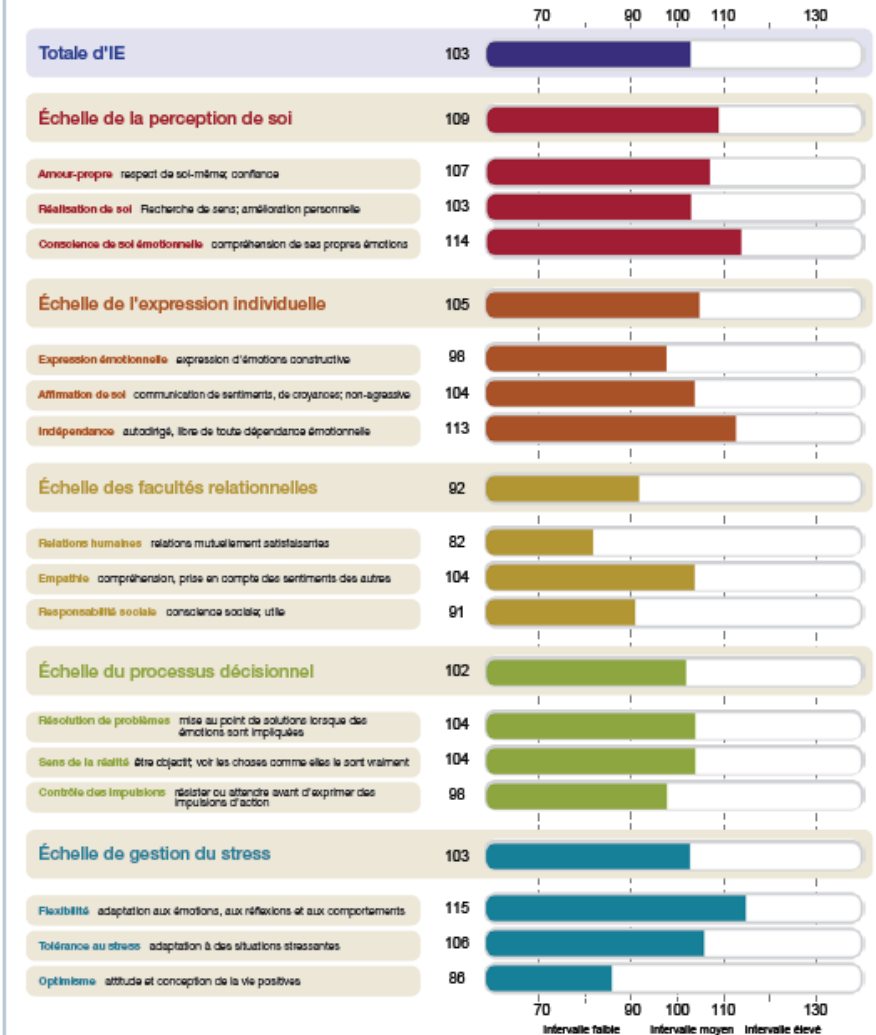 70 90 100 110 130
Totale d'IE 103
Échelle de la perception de soi 109
Amour-propre respect de soi-même; confiance 107
Réalisation de soi Recherche de sens; amélioration personnelle 103
Conscience de soi émotionnelle compréhension de ses propres émotions 114
Échelle de l'expression individuelle 105
Expression émotionnelle expression d'émotions constructive 98
Affirmation de soi communication de sentiments, de croyances; non-agressive 104
Indépendance autodirigé, libre de toute dépendance émotionnelle 113
Échelle des facultés relationnelles 92
Relations humaines relations mutuellement satisfaisantes 82
Empathie compréhension, prise en compte des sentiments des autres 104
Responsabilité sociale conscience sociale; utile 91
Échelle du processus décisionnel 102
Résolution de problèmes mise au point de solutions lorsque des
émotions sont impliquées 104
Sens de la réalité être objectif; voir les choses comme elles le sont vraiment 104
Contrôle des impulsions résister ou attendre avant d'exprimer des
impulsions d'action 98
Échelle de gestion du stress 103
Flexibilité adaptation aux émotions, aux réflexions et aux comportements 115
Tolérance au stress adaptation à des situations stressantes 106
Optimisme attitude et conception de la vie positives 86
70 90 100 110 130
Intervalle faible Intervalle moyen Intervalle élevé